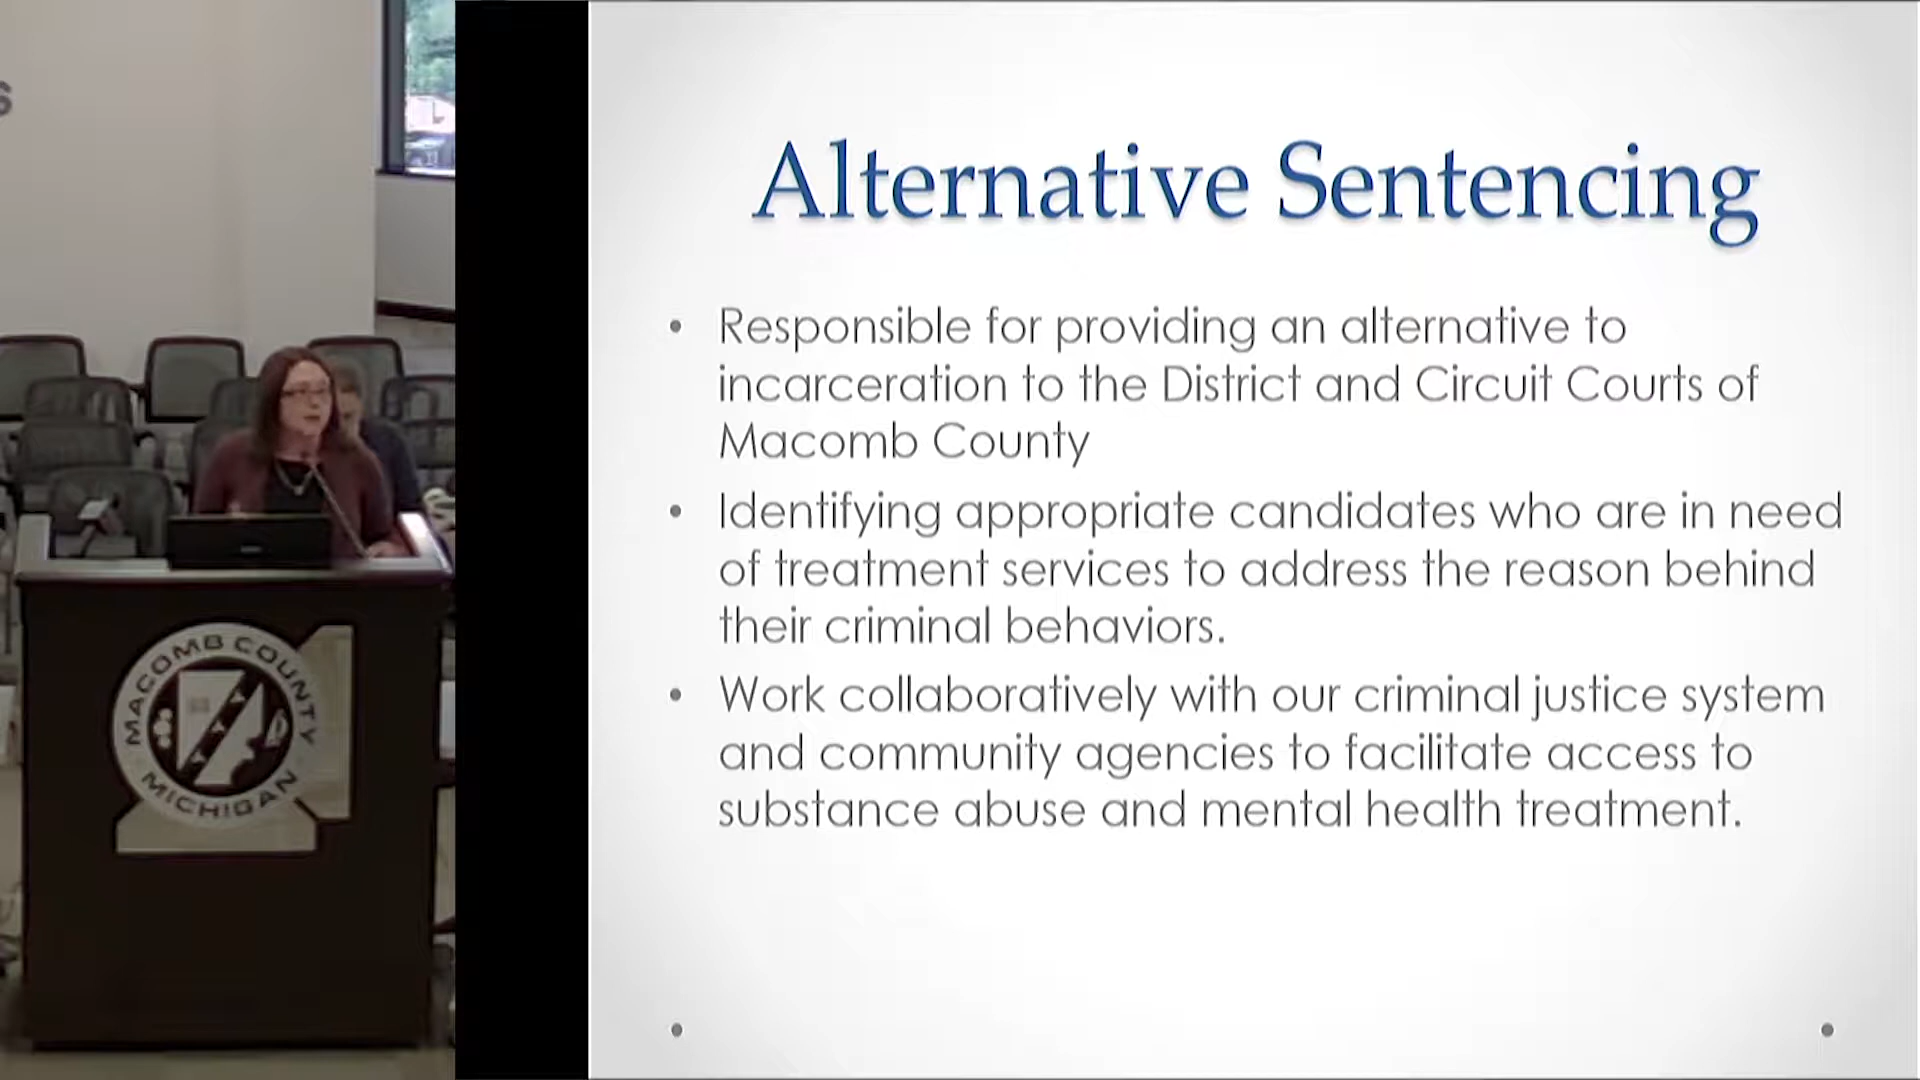 S
Alternative Sentencing
• Responsible for providing an alternative to
incarceration to the District and Circuit Courts of
Macomb County
• Identifying appropriate candidates who are in need
of treatment services to address the reason behind
their criminal behaviors.
• Work collaboratively with our criminal justice system
and community agencies to facilitate access to
substance abuse and mental health treatment.
MACOMB COUNTY
MICHIGAN